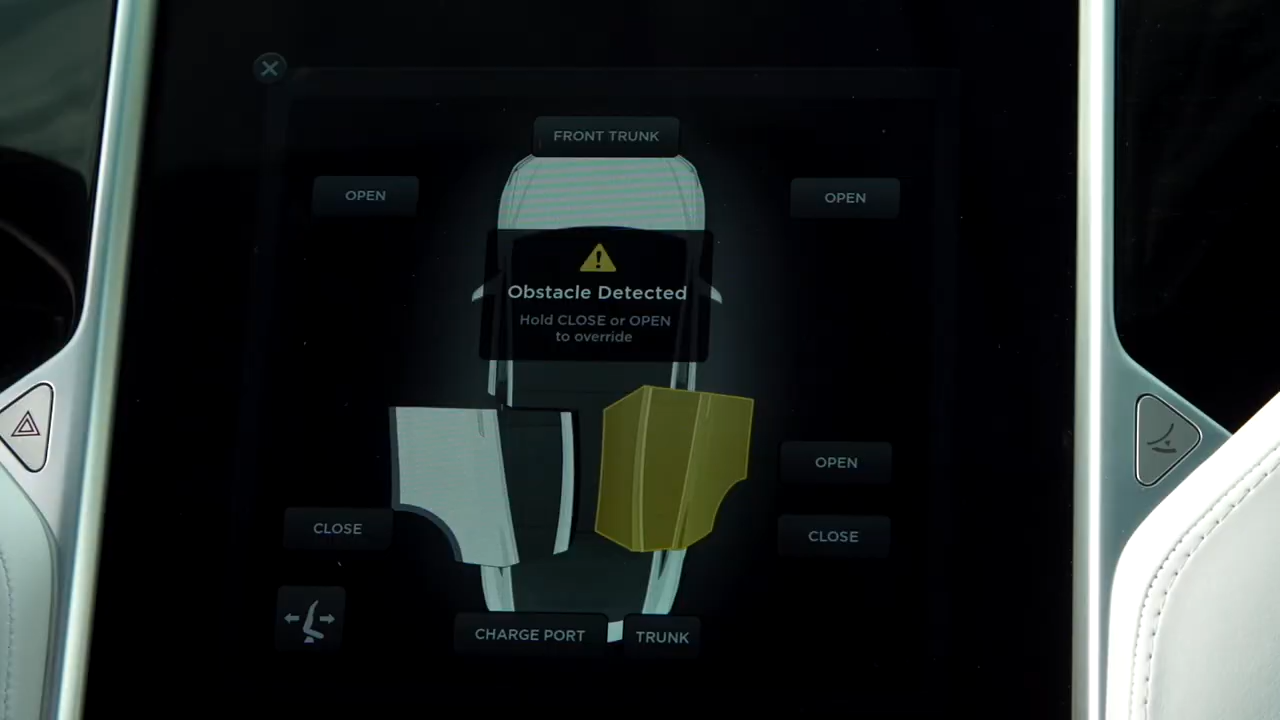 FRONT TRUNK
OPEN
OPEN
Obstacle Detected
Hold CLOSE or OPEN
to override
OPEN
CLOSE
CLOSE
CHARGE PORT
TRUNK